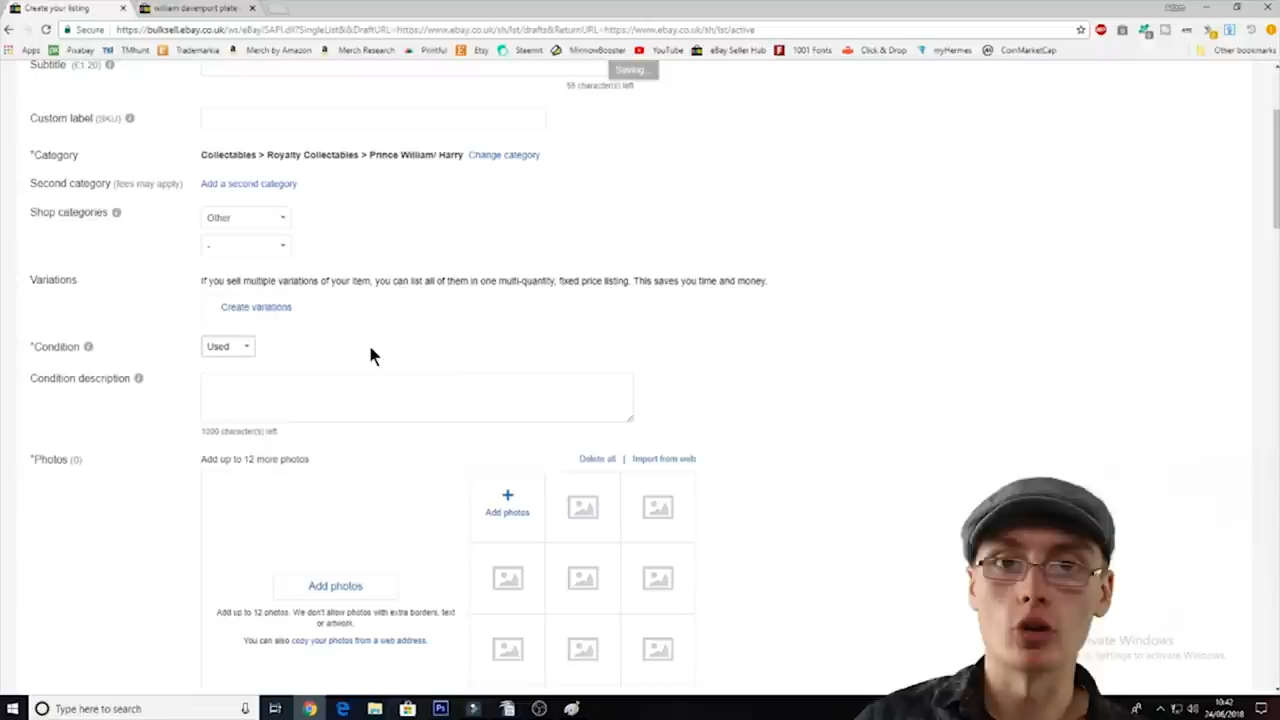 Create your listing
william davenport plate
Secure
https://bulksell.ebay.co.uk/ws/eBayISAPI.dll?SingleList&&DraftURL=https://www.ebay.co.uk/sh/lst/drafts&ReturnURL=https://www.ebay.co.uk/sh/lst/active
Apps Pixabay TMhunt Trademarkia Merch by Amazon Merch Research Printful Etsy Steemit MinnowBooster YouTube eBay Seller Hub 1001 Fonts Click & Drop myHermes CoinMarketCap Other bookmarks
Subtitle (£1.20)
Saving...
55 character(s) left
Custom label (SKU)
*Category Collectables > Royalty Collectables > Prince William/ Harry Change category
Second category (fees may apply) Add a second category
Shop categories Other
-
Variations If you sell multiple variations of your item, you can list all of them in one multi-quantity, fixed price listing. This saves you time and money.
Create variations
*Condition Used
Condition description
1000 character(s) left
*Photos (0) Add up to 12 more photos Delete all | Import from web
Add photos
Add photos
Add up to 12 photos. We don't allow photos with extra borders, text
or artwork.
You can also copy your photos from a web address.
vate Windows
Settings to activate Windows.
Type here to search
10:42
24/06/2018